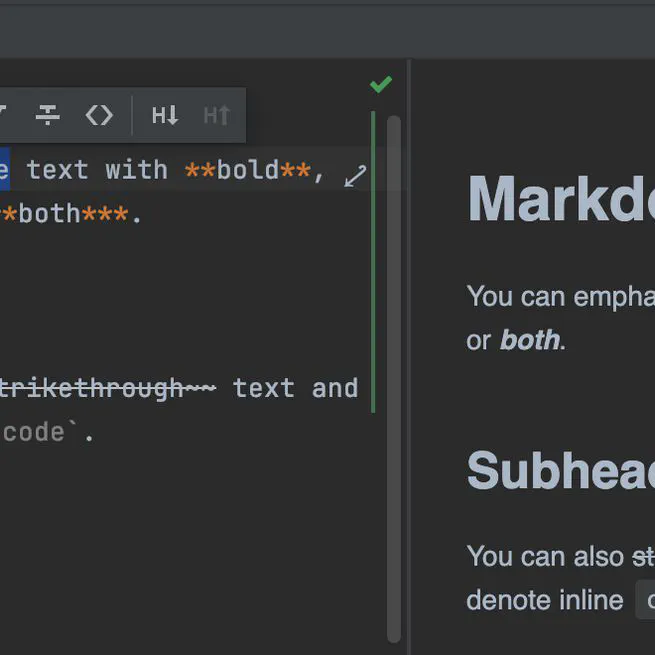 H↓ H↑
e text with **bold**,
*both***.
trikethrough~~ text and
code`.
Markdo
You can empha
or both.
Subhead
You can also st
denote inline c